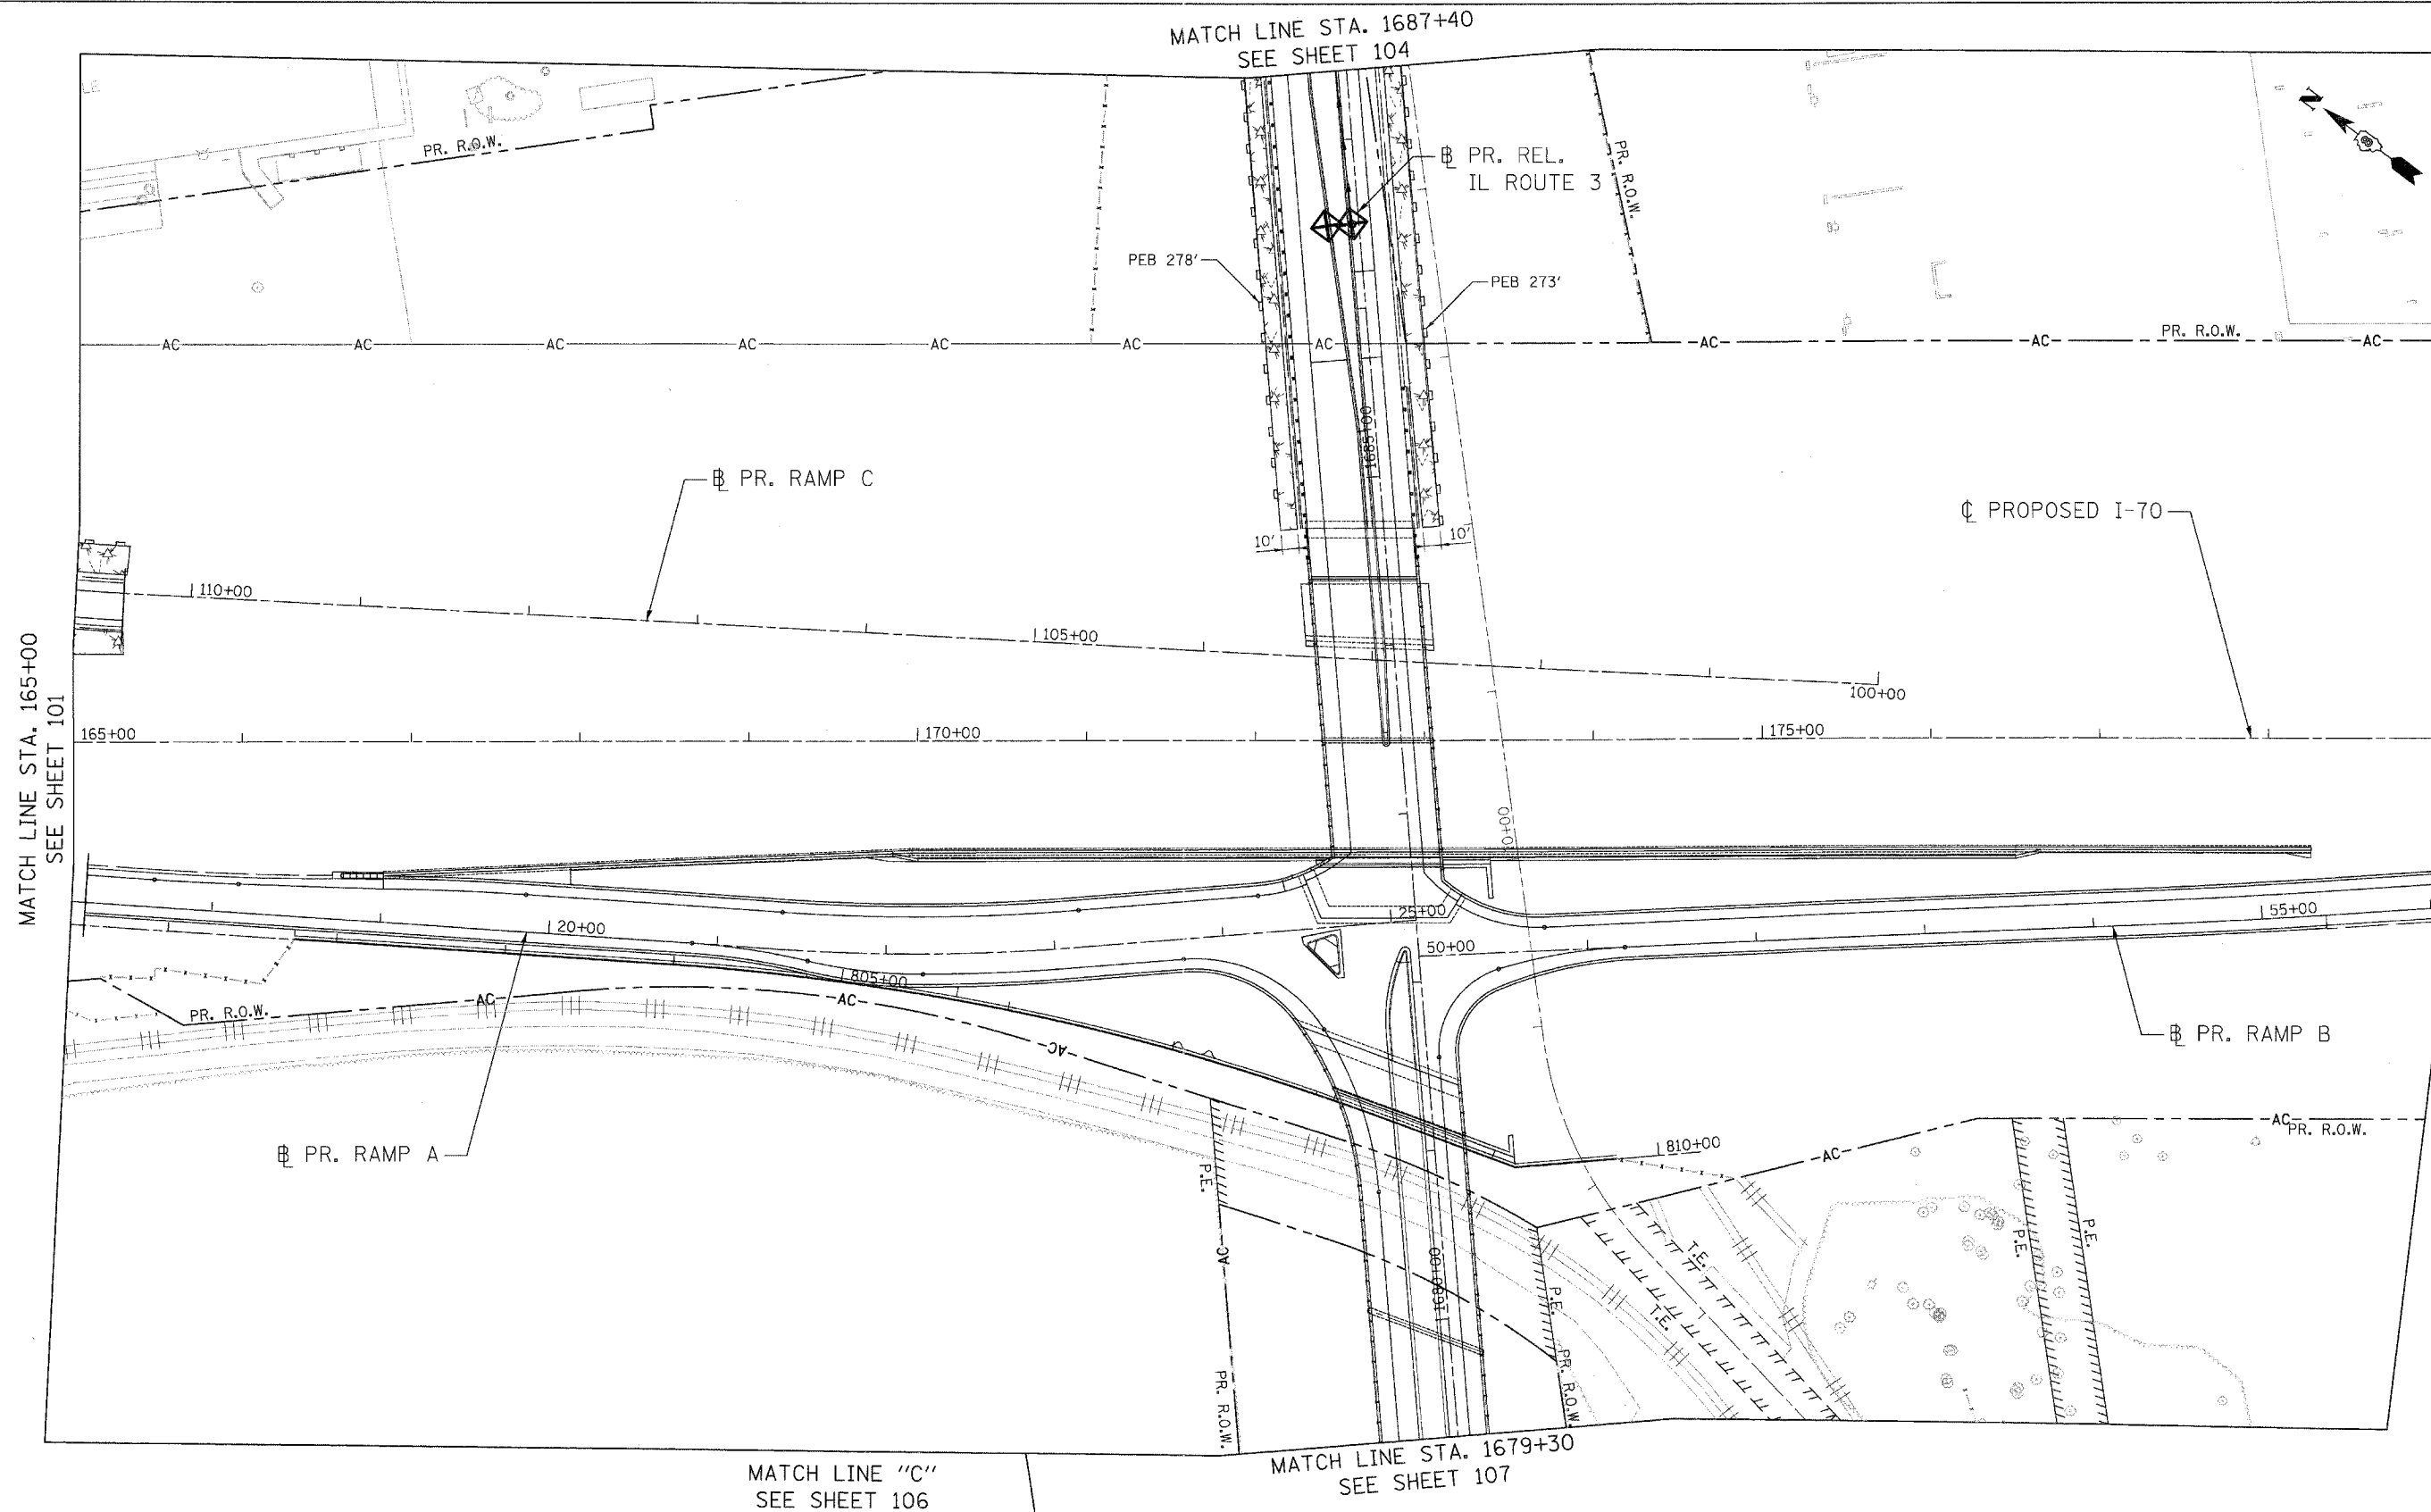 MATCH LINE STA. 1687+40
SEE SHEET 104
N
LE
PR. R.O.W.
℄ PR. REL.
IL ROUTE 3
PR. R.O.W.
PEB 278'
PEB 273'
AC
AC
AC
AC
AC
AC
AC
AC
AC
PR. R.O.W.
AC
1685+00
℄ PR. RAMP C
℄ PROPOSED I-70
10'
10'
110+00
105+00
100+00
MATCH LINE STA. 165+00
SEE SHEET 101
165+00
170+00
175+00
20+00
25+00
50+00
55+00
805+00
AC
AC
PR. R.O.W.
AC
℄ PR. RAMP B
℄ PR. RAMP A
810+00
AC
AC
PR. R.O.W.
P.E.
AC
PR. R.O.W.
1680+00
P.E.
PR. R.O.W.
T.E.
T.E.
P.E.
P.E.
MATCH LINE "C"
SEE SHEET 106
MATCH LINE STA. 1679+30
SEE SHEET 107